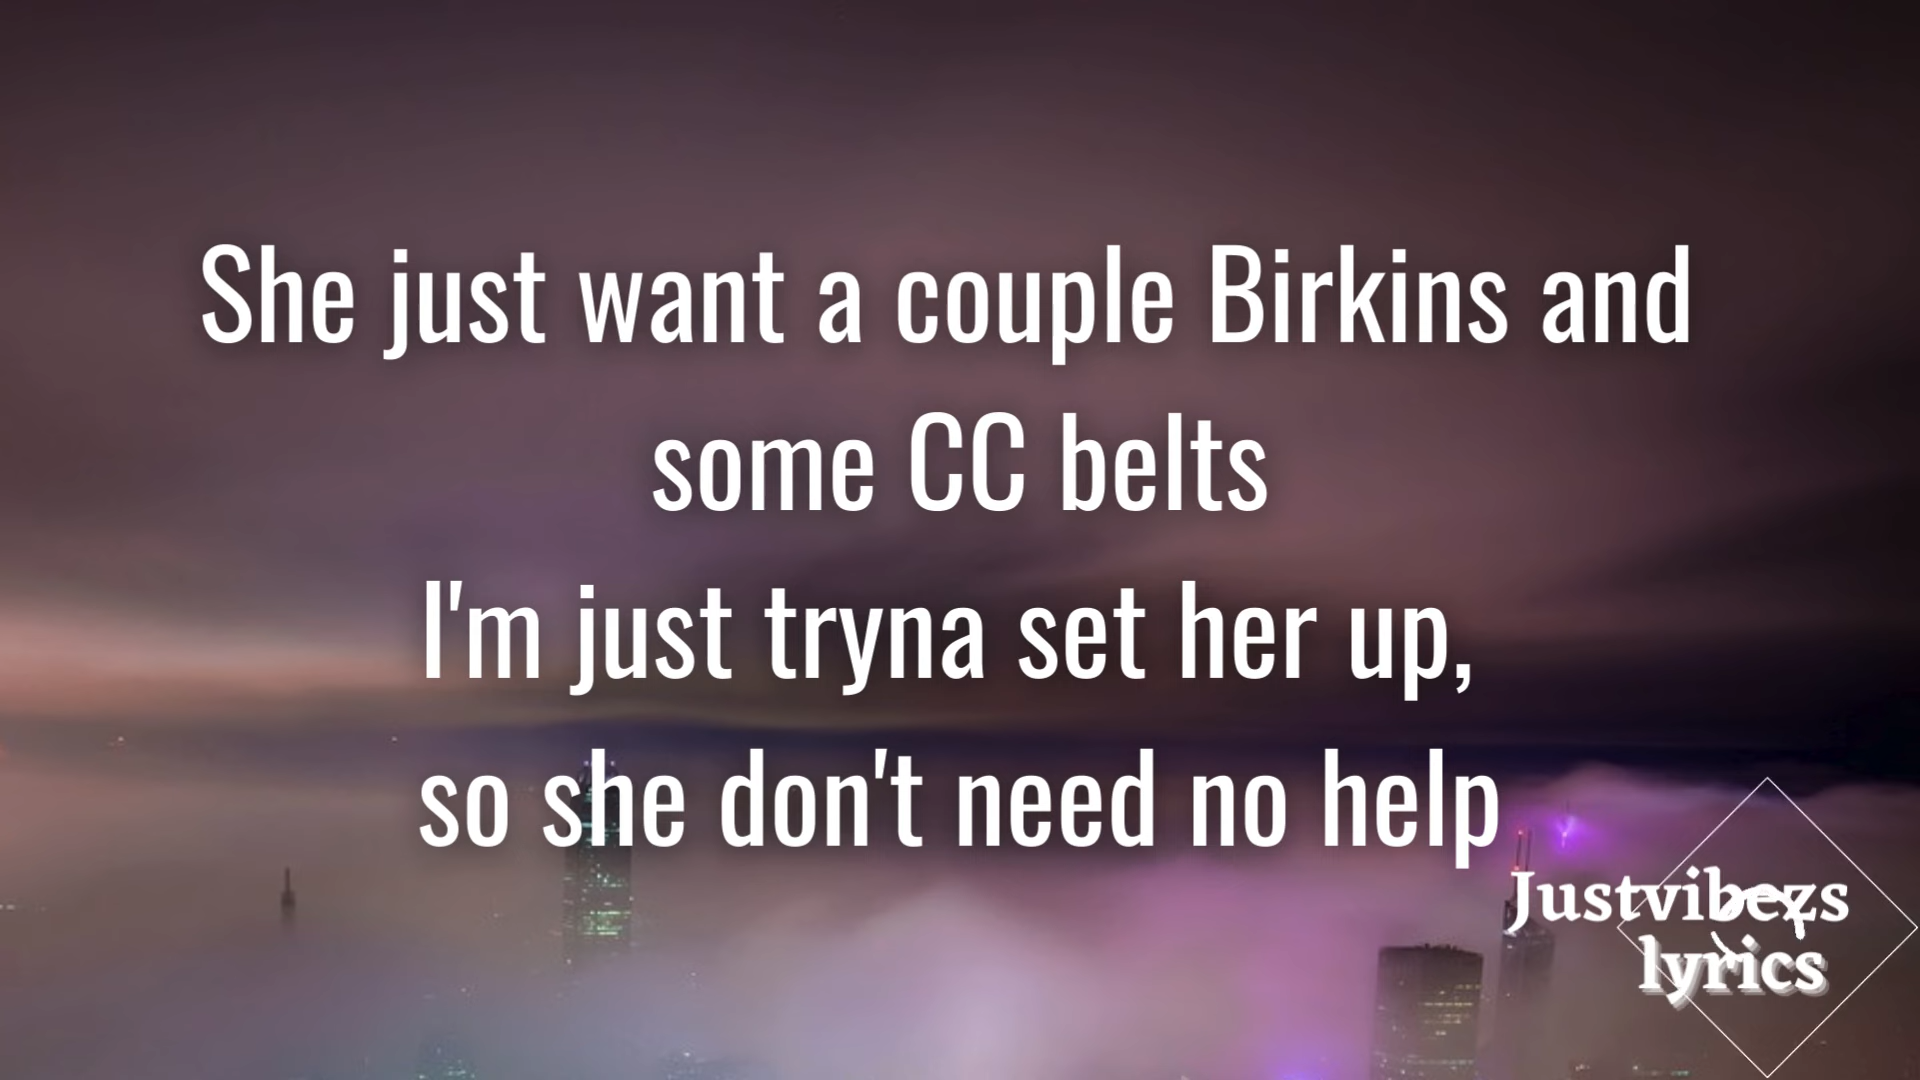 She just want a couple Birkins and
some CC belts
I'm just tryna set her up,
so she don't need no help
Justvibezs
lyrics